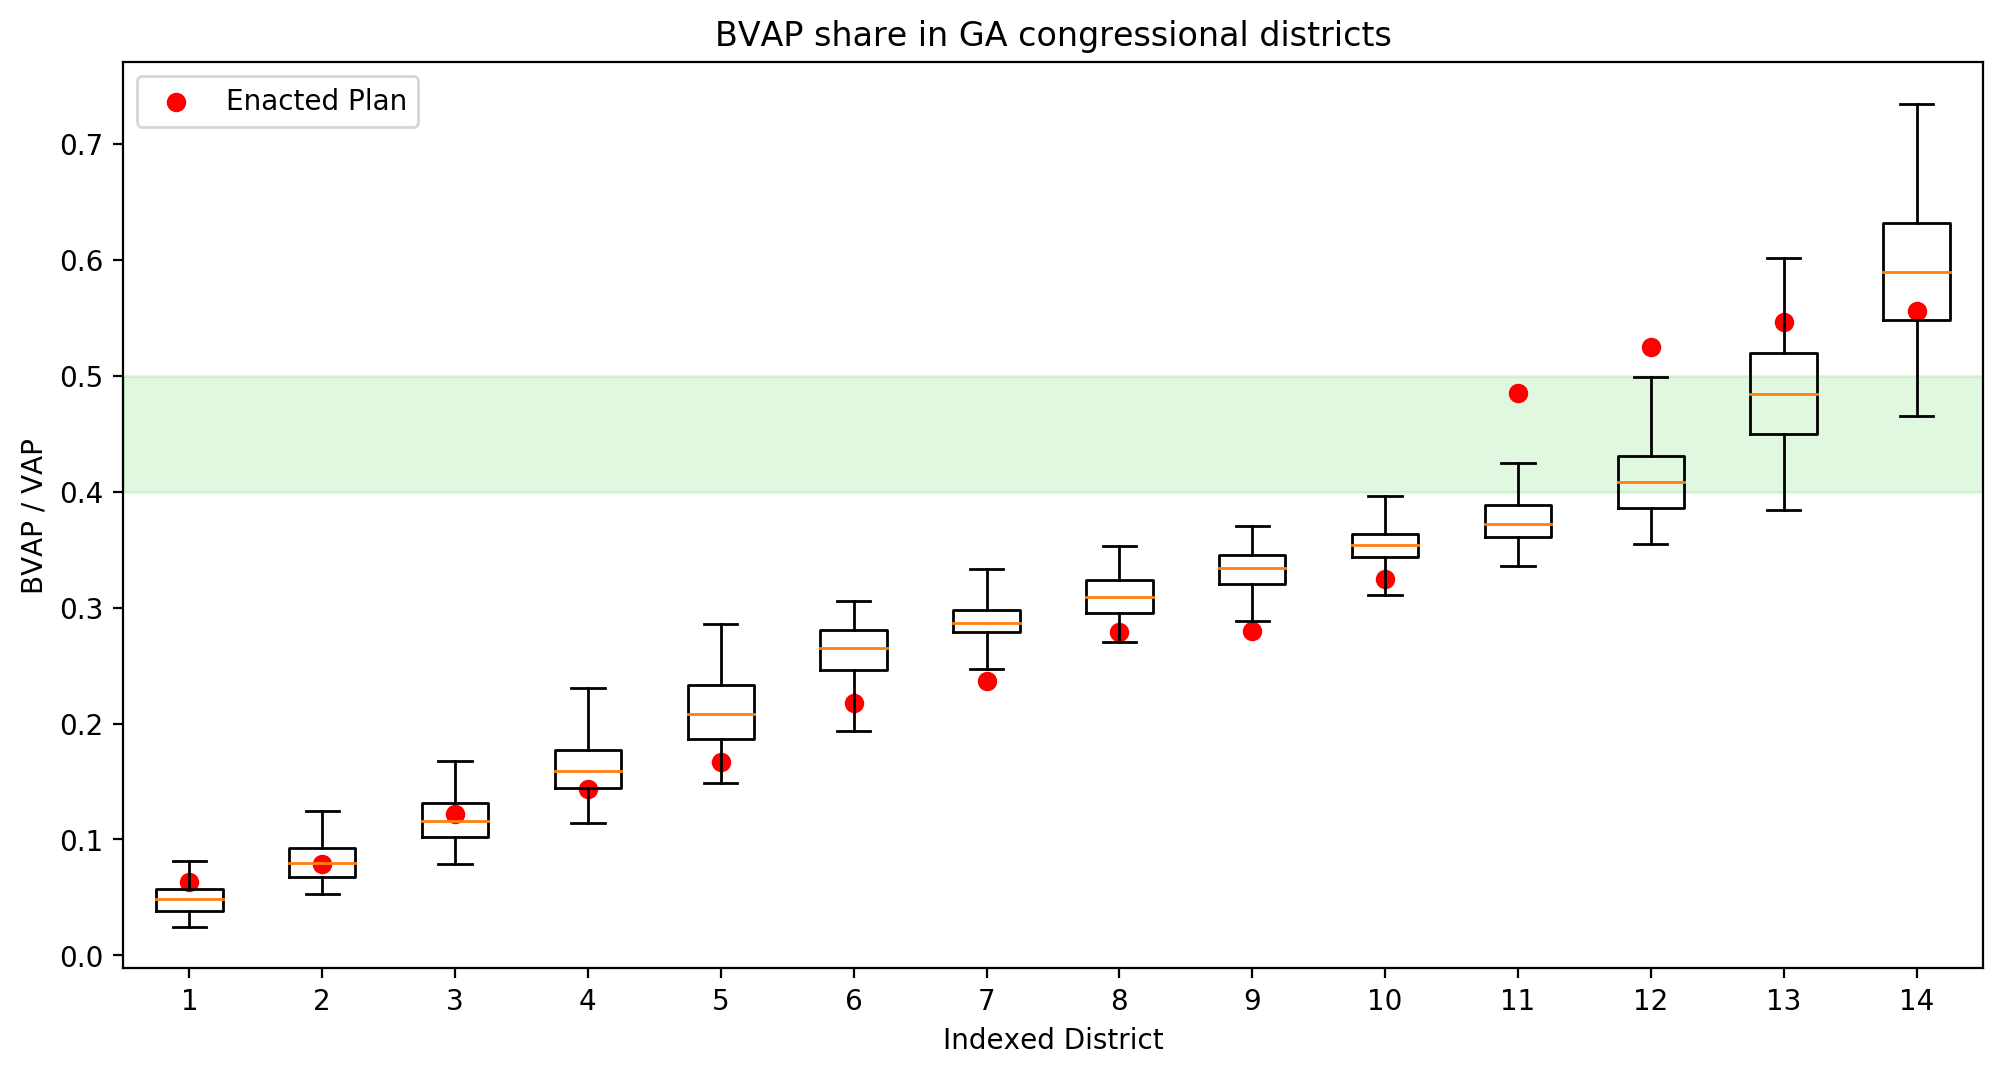 BVAP share in GA congressional districts
Enacted Plan
0.7
0.6
0.5
0.4
0.3
0.2
0.1
0.0
BVAP / VAP
1 2 3 4 5 6 7 8 9 10 11 12 13 14
Indexed District